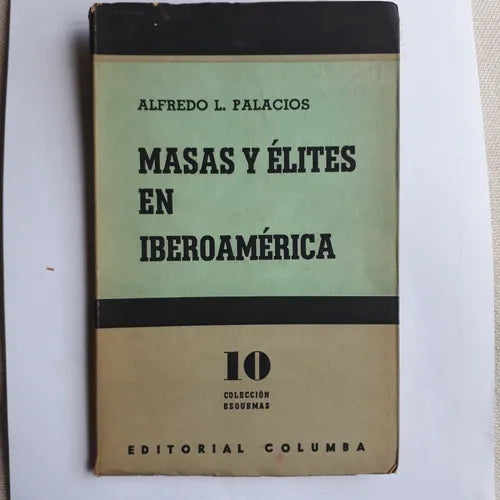 ALFREDO L. PALACIOS
MASAS Y ÉLITES
EN
IBEROAMÉRICA
10
COLECCIÓN
ESQUEMAS
EDITORIAL COLUMBA